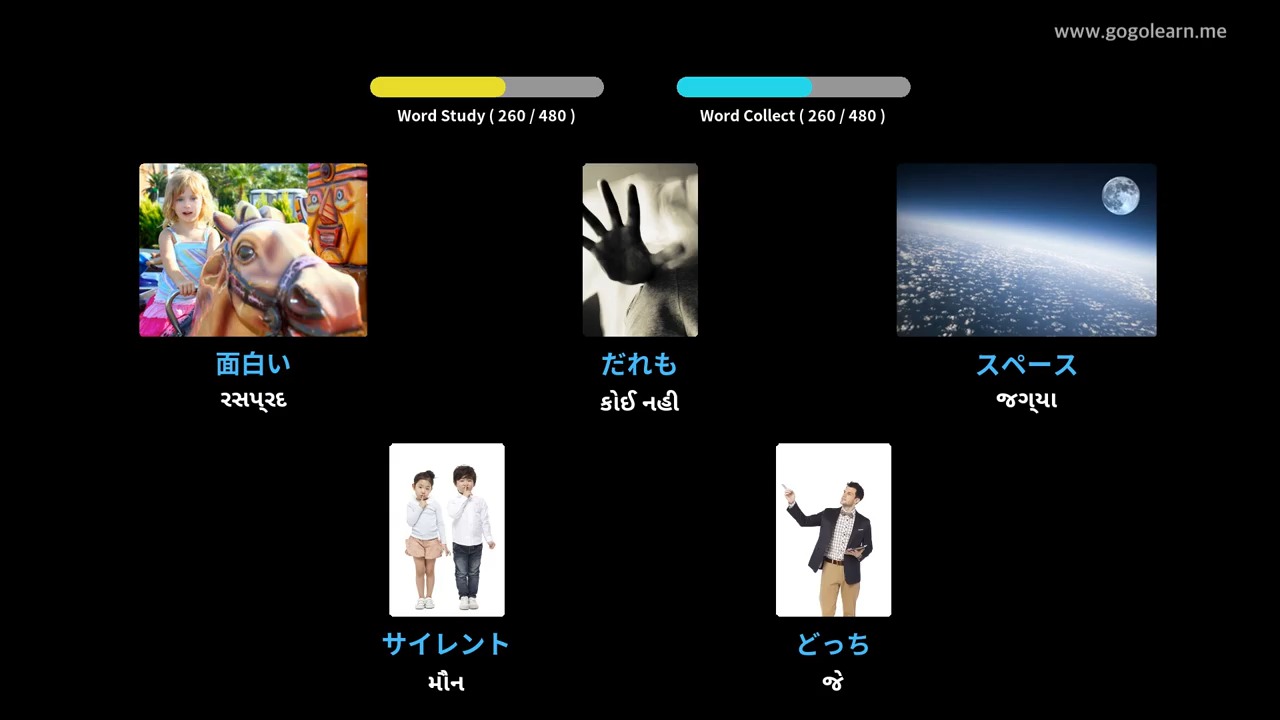 www.gogolearn.me
Word Study ( 260 / 480 )
Word Collect ( 260 / 480 )
面白い
રસપ્રદ
だれも
કોઈ નહી
スペース
જગ્યા
サイレント
મૌન
どっち
જે